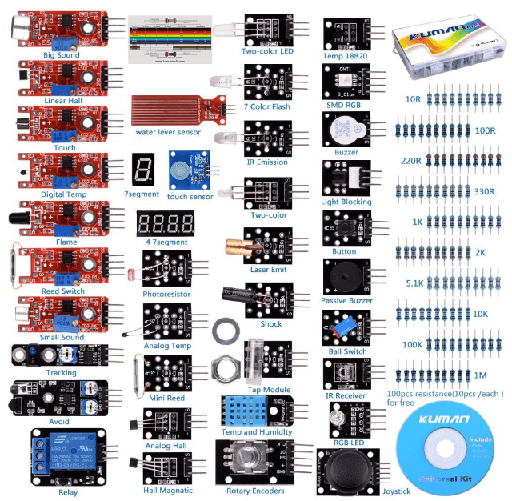 Big Sound
Linear Hall
Touch
Digital Temp
Flame
Reed Switch
Small Sound
Tracking
Avoid
Relay
water lever sensor
7segment
touch sensor
4 7segment
Photoresistor
Analog Temp
Mini Reed
Analog Hall
Hall Magnetic
Two-color LED
7 Color Flash
IR Emission
Two-color
Laser Emit
Shock
Tap Module
Temp and Humidity
Rotary Encoders
Temp 18B20
SMD RGB
Buzzer
Light Blocking
Button
Passive Buzzer
Ball Switch
IR Receiver
RGB LED
Joystick
KUMAN
10R
100R
220R
330R
1K
2K
5.1K
10K
100K
1M
100pcs resistance(10pcs /each )
for free
KUMAN
Universal Kit